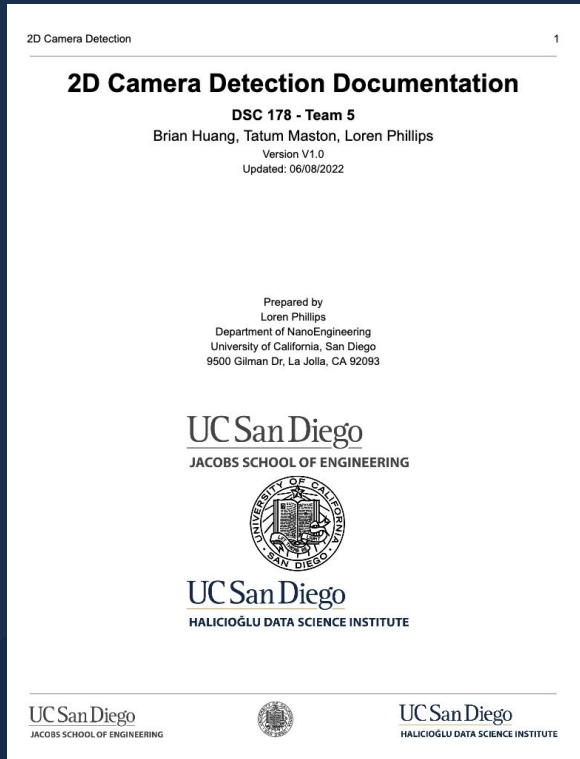 2D Camera Detection 1
2D Camera Detection Documentation
DSC 178 - Team 5
Brian Huang, Tatum Maston, Loren Phillips
Version V1.0
Updated: 06/08/2022
Prepared by
Loren Phillips
Department of NanoEngineering
University of California, San Diego
9500 Gilman Dr, La Jolla, CA 92093
UC San Diego
JACOBS SCHOOL OF ENGINEERING
UNIVERSITY OF CALIFORNIA
SAN DIEGO
UC San Diego
HALICIOĞLU DATA SCIENCE INSTITUTE
UC San Diego
JACOBS SCHOOL OF ENGINEERING
UC San Diego
HALICIOĞLU DATA SCIENCE INSTITUTE